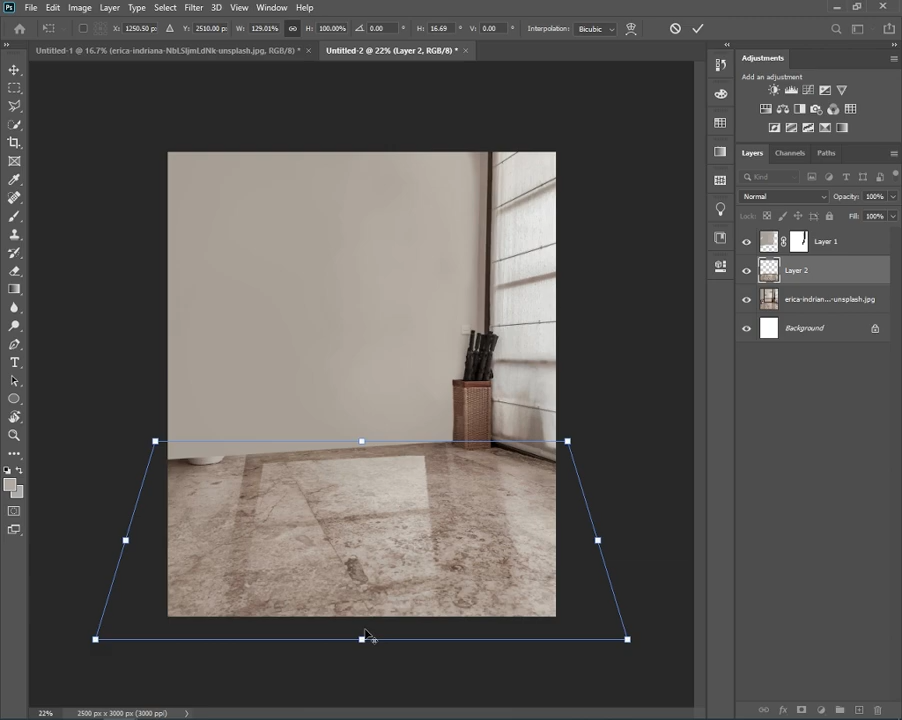 Ps File Edit Image Layer Type Select Filter 3D View Window Help
X: 1250.50 p Y: 2510.00 px W: 129.01% H: 100.00% 0.00 ° H: 16.69 ° V: 0.00 ° Interpolation: Bicubic
Untitled-1 @ 16.7% (erica-indriana-NbLSljmLdNk-unsplash.jpg, RGB/8) * × Untitled-2 @ 22% (Layer 2, RGB/8) * ×
Adjustments
Add an adjustment
Layers Channels Paths
Kind
Normal Opacity: 100%
Lock: Fill: 100%
Layer 1
Layer 2
erica-indrian...-unsplash.jpg
Background
22% 2500 px x 3000 px (3000 ppi)